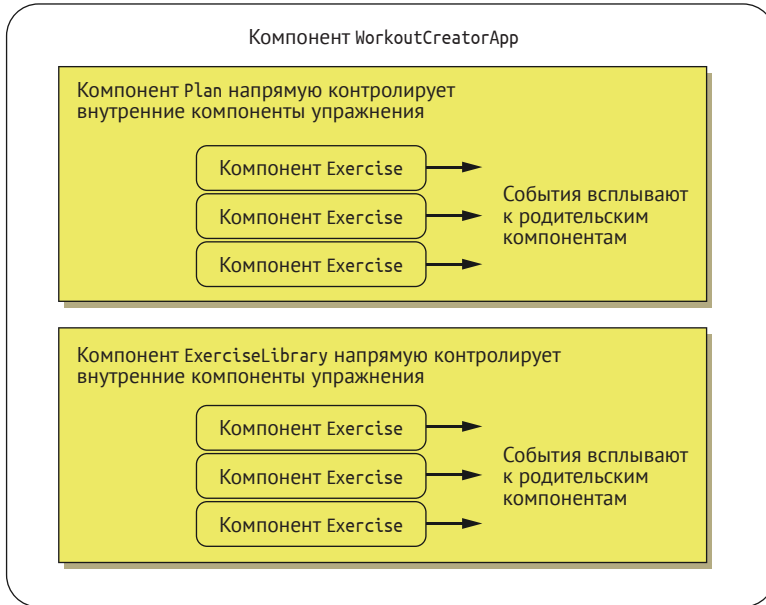 Компонент WorkoutCreatorApp
Компонент Plan напрямую контролирует
внутренние компоненты упражнения
Компонент Exercise
Компонент Exercise
Компонент Exercise
События всплывают
к родительским
компонентам
Компонент ExerciseLibrary напрямую контролирует
внутренние компоненты упражнения
Компонент Exercise
Компонент Exercise
Компонент Exercise
События всплывают
к родительским
компонентам